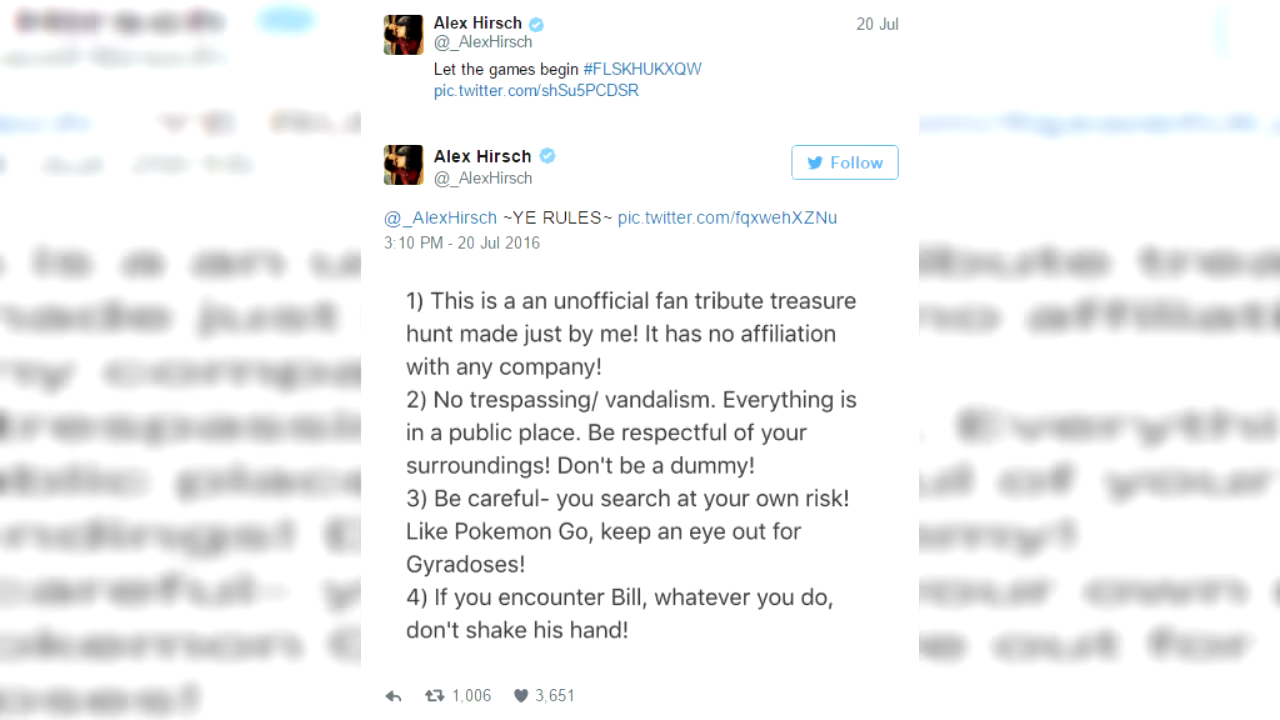 Alex Hirsch
20 Jul
@_AlexHirsch
Let the games begin #FLSKHUKXQW
pic.twitter.com/shSu5PCDSR
Alex Hirsch
Follow
@_AlexHirsch
@_AlexHirsch ~YE RULES~ pic.twitter.com/fqxwehXZNu
3:10 PM - 20 Jul 2016
1) This is a an unofficial fan tribute treasure
hunt made just by me! It has no affiliation
with any company!
2) No trespassing/ vandalism. Everything is
in a public place. Be respectful of your
surroundings! Don't be a dummy!
3) Be careful- you search at your own risk!
Like Pokemon Go, keep an eye out for
Gyradoses!
4) If you encounter Bill, whatever you do,
don't shake his hand!
1,006 3,651